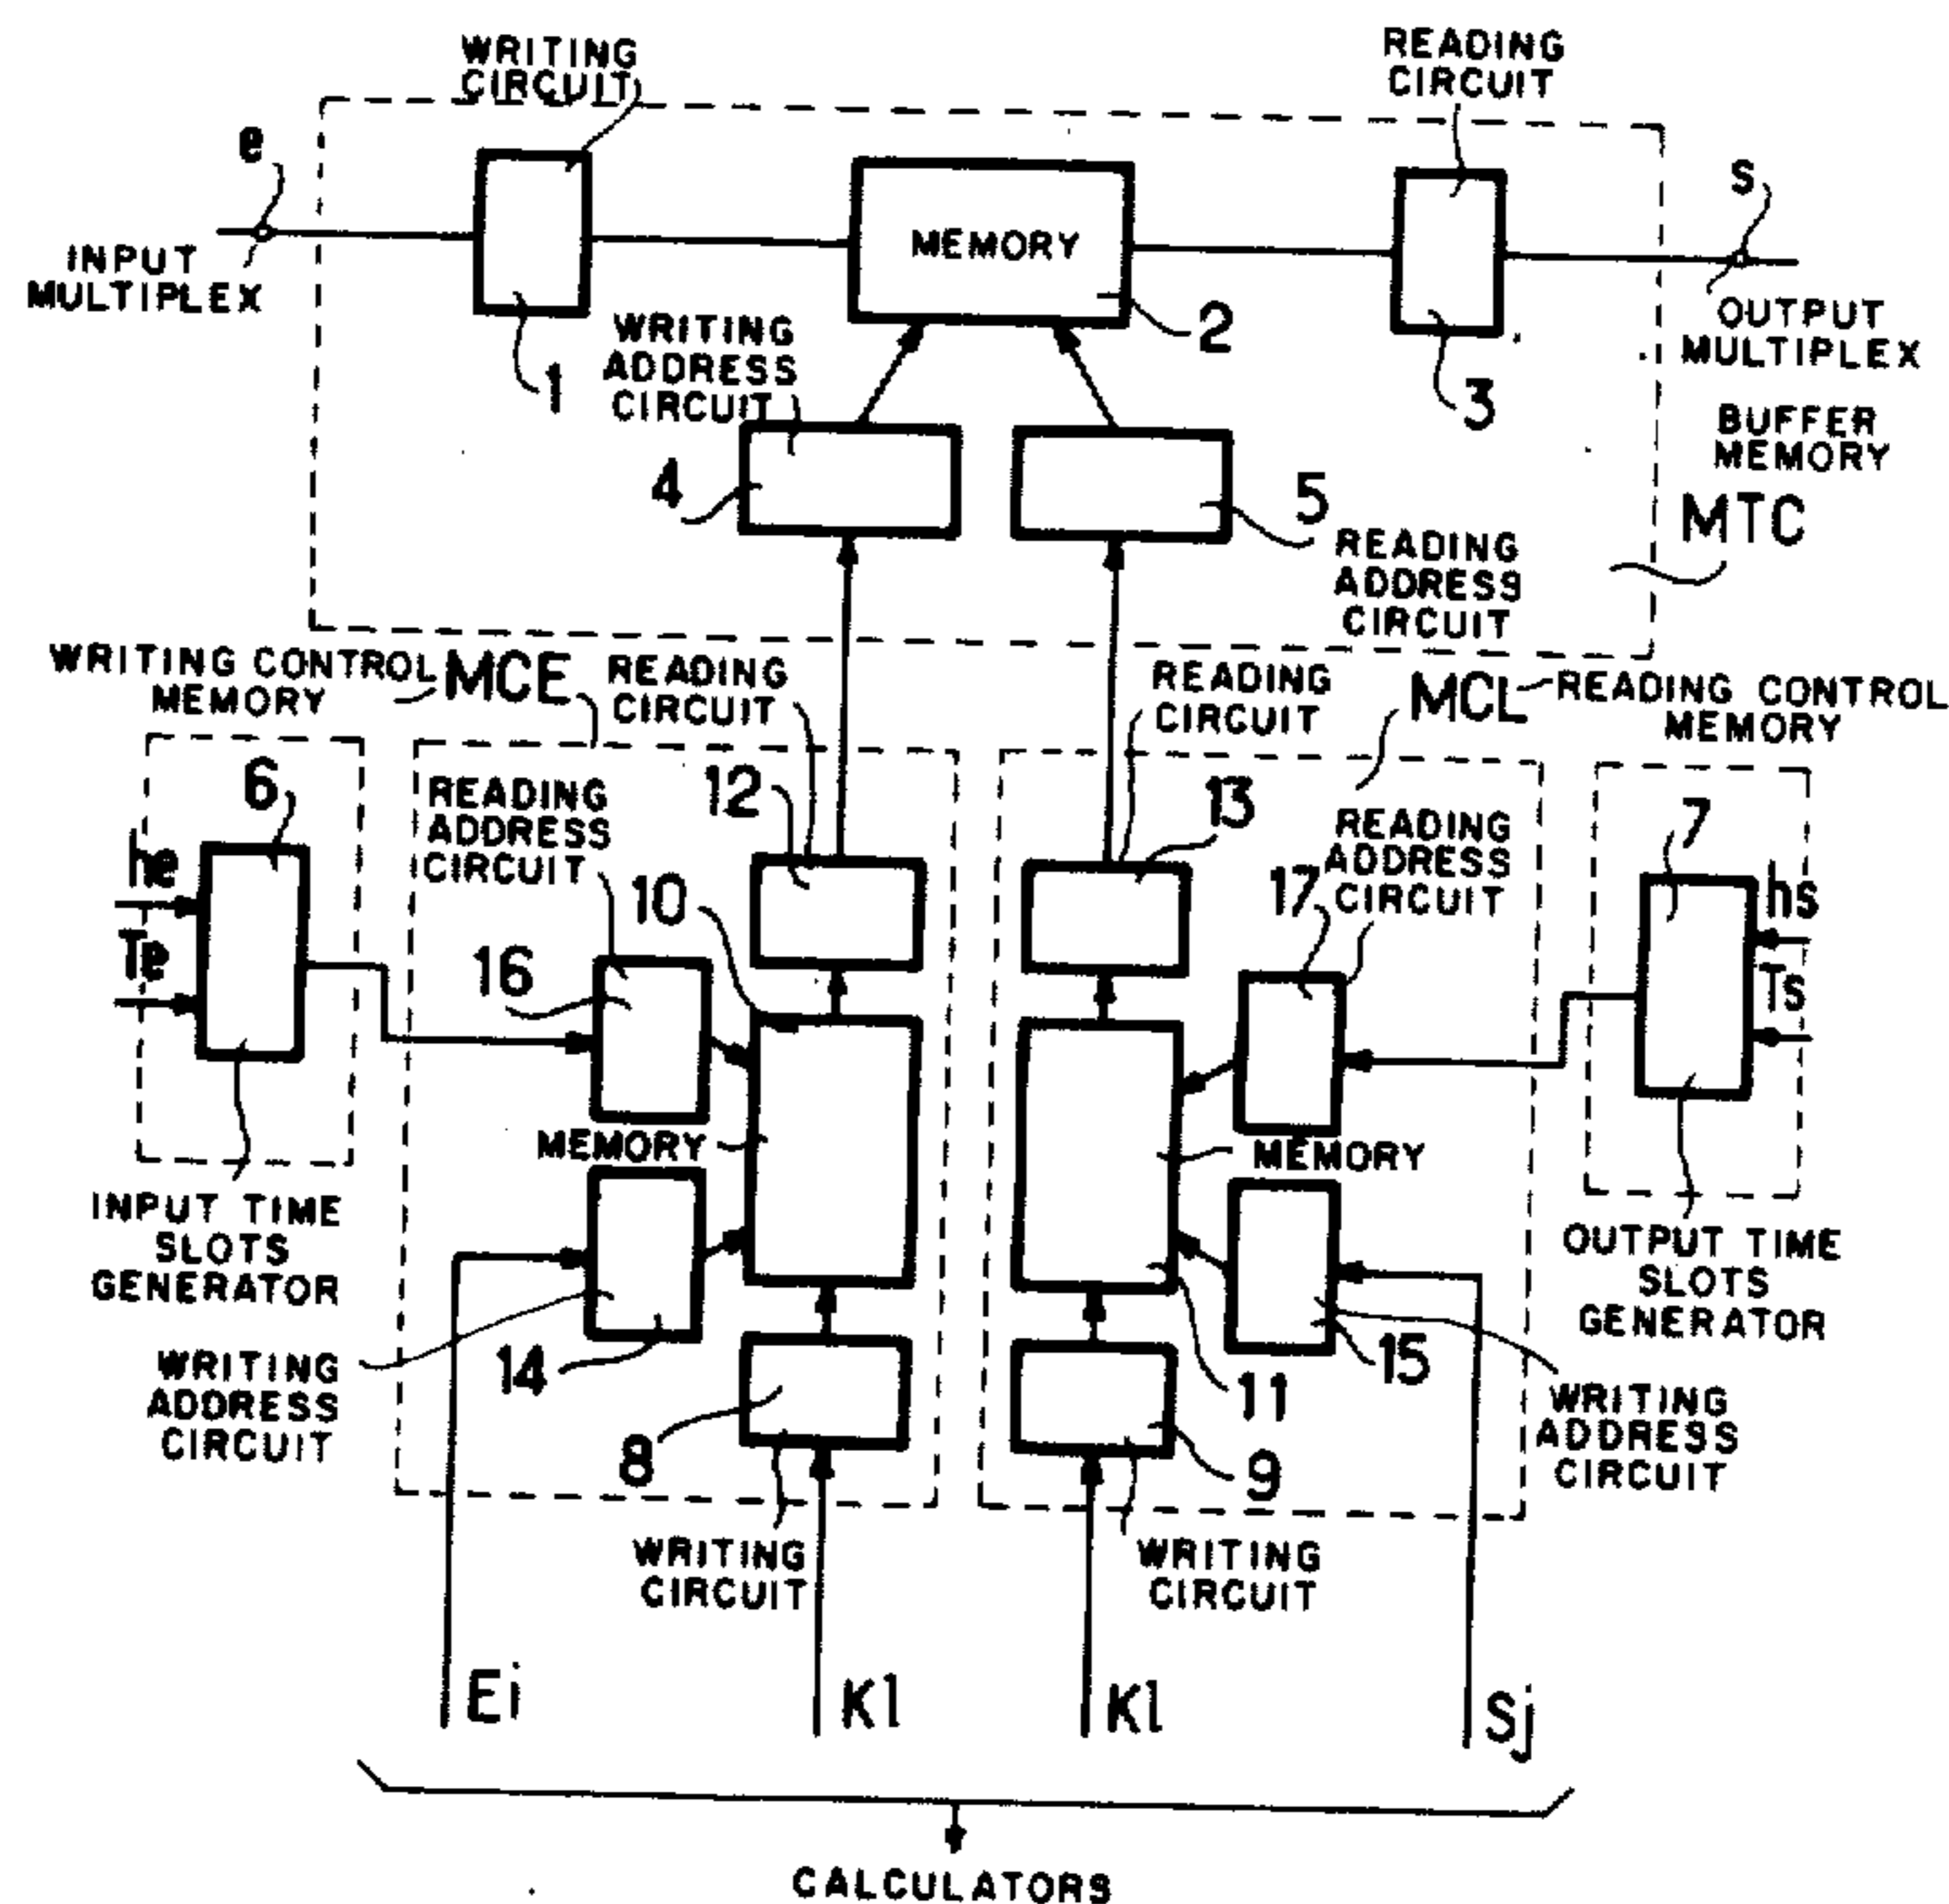 WRITING
CIRCUIT
READING
CIRCUIT
e
s
INPUT
MULTIPLEX
MEMORY
OUTPUT
MULTIPLEX
1
2
3
WRITING
ADDRESS
CIRCUIT
BUFFER
MEMORY
MTC
4
5
READING
ADDRESS
CIRCUIT
WRITING CONTROL
MEMORY
MCE
READING
CIRCUIT
READING
CIRCUIT
MCL
READING CONTROL
MEMORY
6
he
Te
READING
ADDRESS
CIRCUIT
12
13
READING
ADDRESS
CIRCUIT
7
hs
Ts
10
16
17
MEMORY
MEMORY
INPUT TIME
SLOTS
GENERATOR
OUTPUT TIME
SLOTS
GENERATOR
WRITING
ADDRESS
CIRCUIT
14
8
11
15
9
WRITING
ADDRESS
CIRCUIT
WRITING
CIRCUIT
WRITING
CIRCUIT
Ei
Kl
Kl
Sj
CALCULATORS